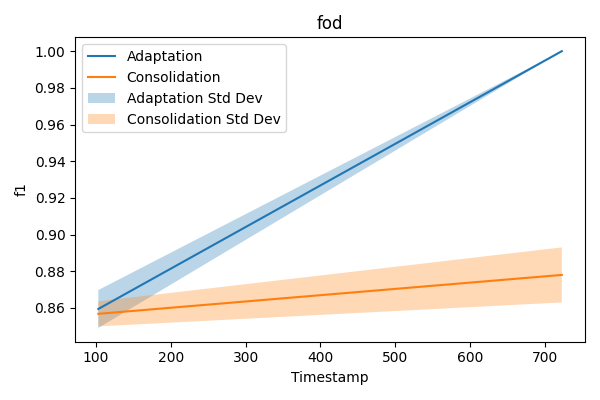 fod
1.00
0.98
0.96
0.94
0.92
0.90
0.88
0.86
f1
Adaptation
Consolidation
Adaptation Std Dev
Consolidation Std Dev
100 200 300 400 500 600 700
Timestamp